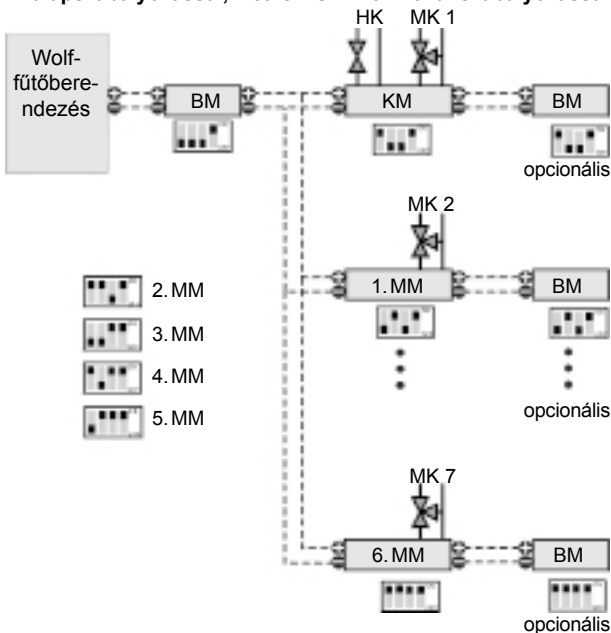 HK
MK 1
Wolf-
fűtőbere-
ndezés
BM
KM
BM
opcionális
MK 2
1. MM
BM
2. MM
3. MM
4. MM
5. MM
opcionális
MK 7
6. MM
BM
opcionális